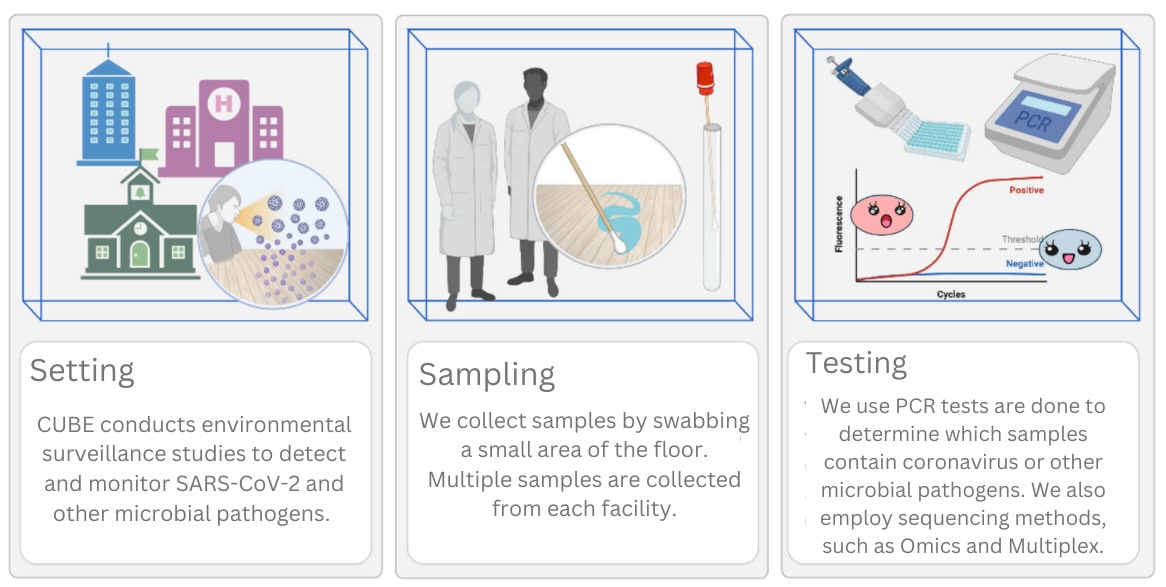 H
PCR
Positive
Fluorescence
Threshold
Negative
Cycles
Setting
CUBE conducts environmental
surveillance studies to detect
and monitor SARS-CoV-2 and
other microbial pathogens.
Sampling
We collect samples by swabbing
a small area of the floor.
Multiple samples are collected
from each facility.
Testing
We use PCR tests are done to
determine which samples
contain coronavirus or other
microbial pathogens. We also
employ sequencing methods,
such as Omics and Multiplex.